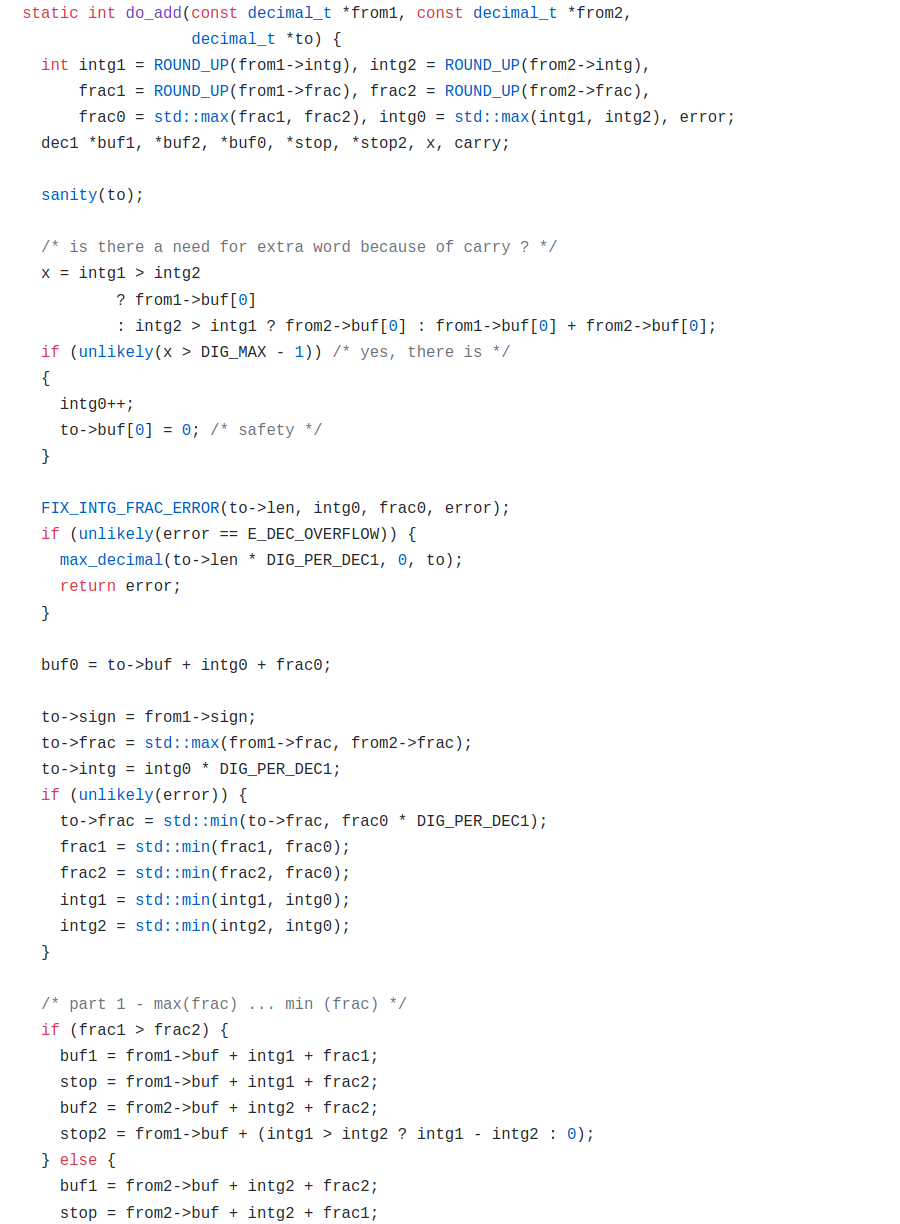 static int do_add(const decimal_t *from1, const decimal_t *from2,
                  decimal_t *to) {
  int intg1 = ROUND_UP(from1->intg), intg2 = ROUND_UP(from2->intg),
      frac1 = ROUND_UP(from1->frac), frac2 = ROUND_UP(from2->frac),
      frac0 = std::max(frac1, frac2), intg0 = std::max(intg1, intg2), error;
  dec1 *buf1, *buf2, *buf0, *stop, *stop2, x, carry;

  sanity(to);

  /* is there a need for extra word because of carry ? */
  x = intg1 > intg2
          ? from1->buf[0]
          : intg2 > intg1 ? from2->buf[0] : from1->buf[0] + from2->buf[0];
  if (unlikely(x > DIG_MAX - 1)) /* yes, there is */
  {
    intg0++;
    to->buf[0] = 0; /* safety */
  }

  FIX_INTG_FRAC_ERROR(to->len, intg0, frac0, error);
  if (unlikely(error == E_DEC_OVERFLOW)) {
    max_decimal(to->len * DIG_PER_DEC1, 0, to);
    return error;
  }

  buf0 = to->buf + intg0 + frac0;

  to->sign = from1->sign;
  to->frac = std::max(from1->frac, from2->frac);
  to->intg = intg0 * DIG_PER_DEC1;
  if (unlikely(error)) {
    to->frac = std::min(to->frac, frac0 * DIG_PER_DEC1);
    frac1 = std::min(frac1, frac0);
    frac2 = std::min(frac2, frac0);
    intg1 = std::min(intg1, intg0);
    intg2 = std::min(intg2, intg0);
  }

  /* part 1 - max(frac) ... min (frac) */
  if (frac1 > frac2) {
    buf1 = from1->buf + intg1 + frac1;
    stop = from1->buf + intg1 + frac2;
    buf2 = from2->buf + intg2 + frac2;
    stop2 = from1->buf + (intg1 > intg2 ? intg1 - intg2 : 0);
  } else {
    buf1 = from2->buf + intg2 + frac2;
    stop = from2->buf + intg2 + frac1;